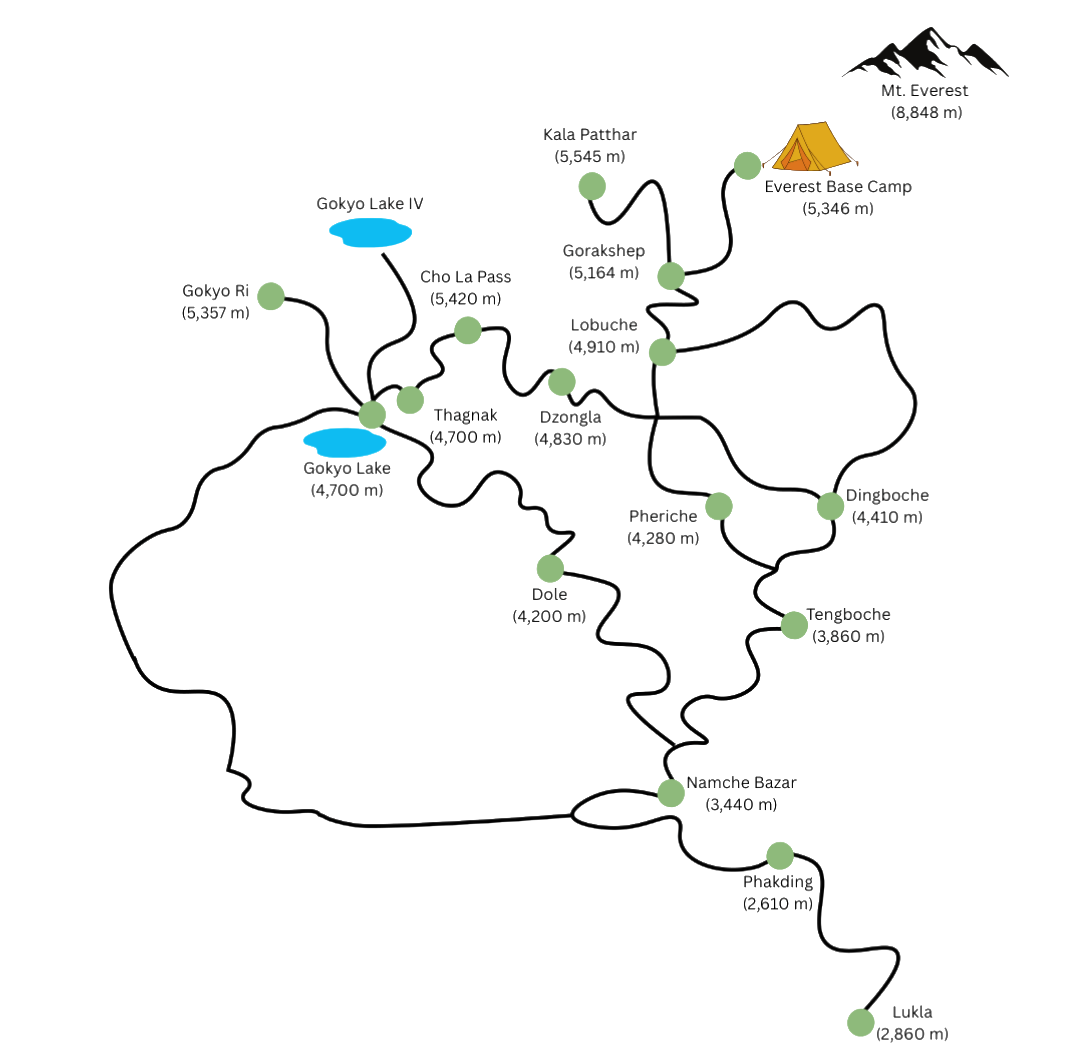 Mt. Everest
(8,848 m)
Kala Patthar
(5,545 m)
Everest Base Camp
(5,346 m)
Gokyo Lake IV
Gorakshep
(5,164 m)
Cho La Pass
(5,420 m)
Gokyo Ri
(5,357 m)
Lobuche
(4,910 m)
Thagnak
(4,700 m)
Dzongla
(4,830 m)
Gokyo Lake
(4,700 m)
Dingboche
(4,410 m)
Pheriche
(4,280 m)
Dole
(4,200 m)
Tengboche
(3,860 m)
Namche Bazar
(3,440 m)
Phakding
(2,610 m)
Lukla
(2,860 m)